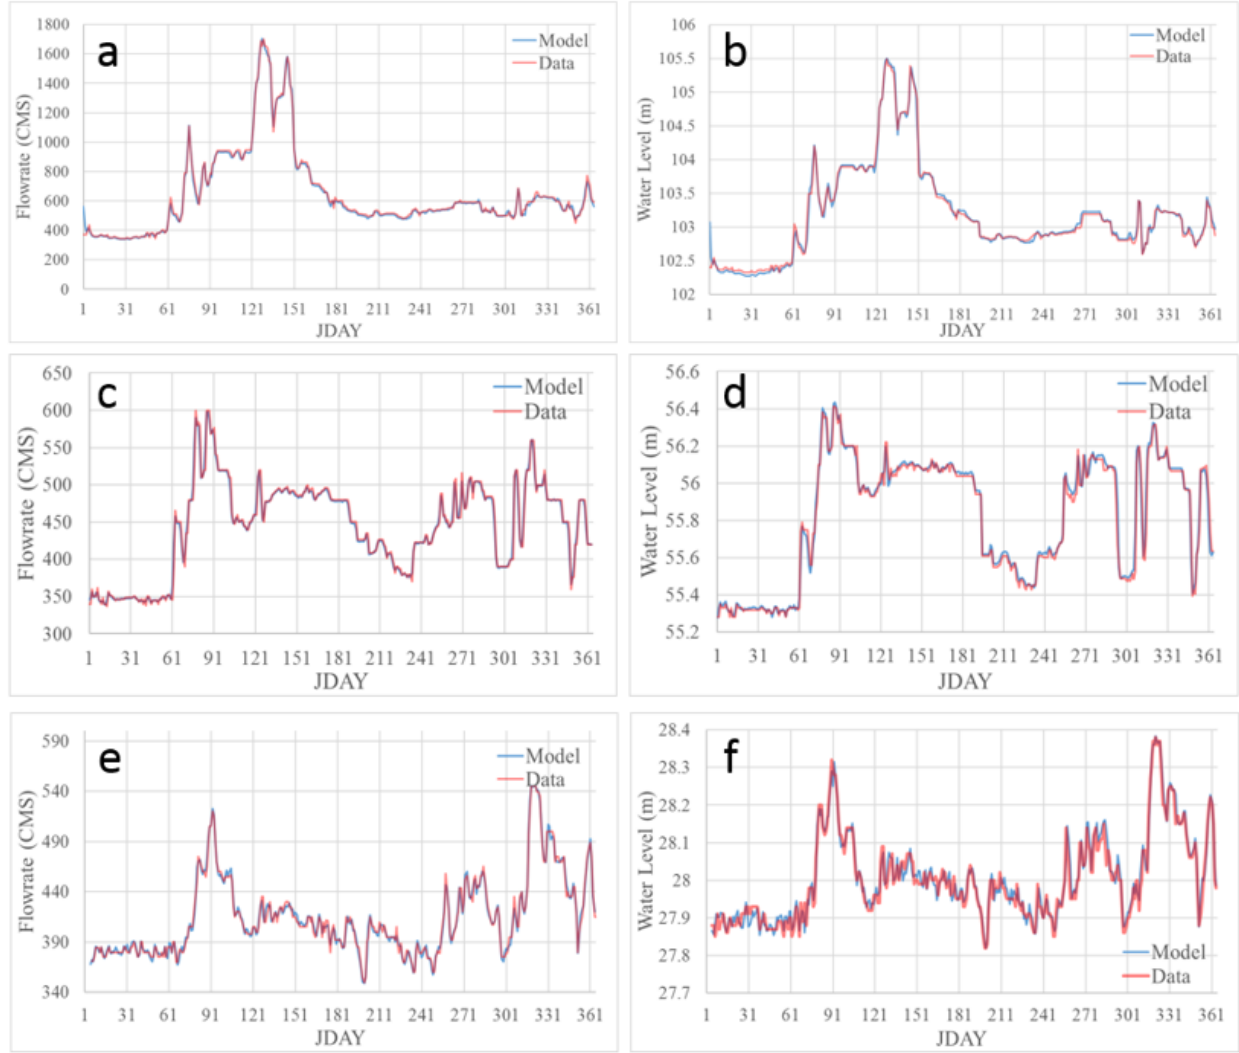 a
Flowrate (CMS)
1800
1600
1400
1200
1000
800
600
400
200
0
1 31 61 91 121 151 181 211 241 271 301 331 361
JDAY
Model
Data
b
Water Level (m)
106
105.5
105
104.5
104
103.5
103
102.5
102
1 31 61 91 121 151 181 211 241 271 301 331 361
JDAY
Model
Data
c
Flowrate (CMS)
650
600
550
500
450
400
350
300
1 31 61 91 121 151 181 211 241 271 301 331 361
JDAY
Model
Data
d
Water Level (m)
56.6
56.4
56.2
56
55.8
55.6
55.4
55.2
1 31 61 91 121 151 181 211 241 271 301 331 361
JDAY
Model
Data
e
Flowrate (CMS)
590
540
490
440
390
340
1 31 61 91 121 151 181 211 241 271 301 331 361
JDAY
Model
Data
f
Water Level (m)
28.4
28.3
28.2
28.1
28
27.9
27.8
27.7
1 31 61 91 121 151 181 211 241 271 301 331 361
JDAY
Model
Data